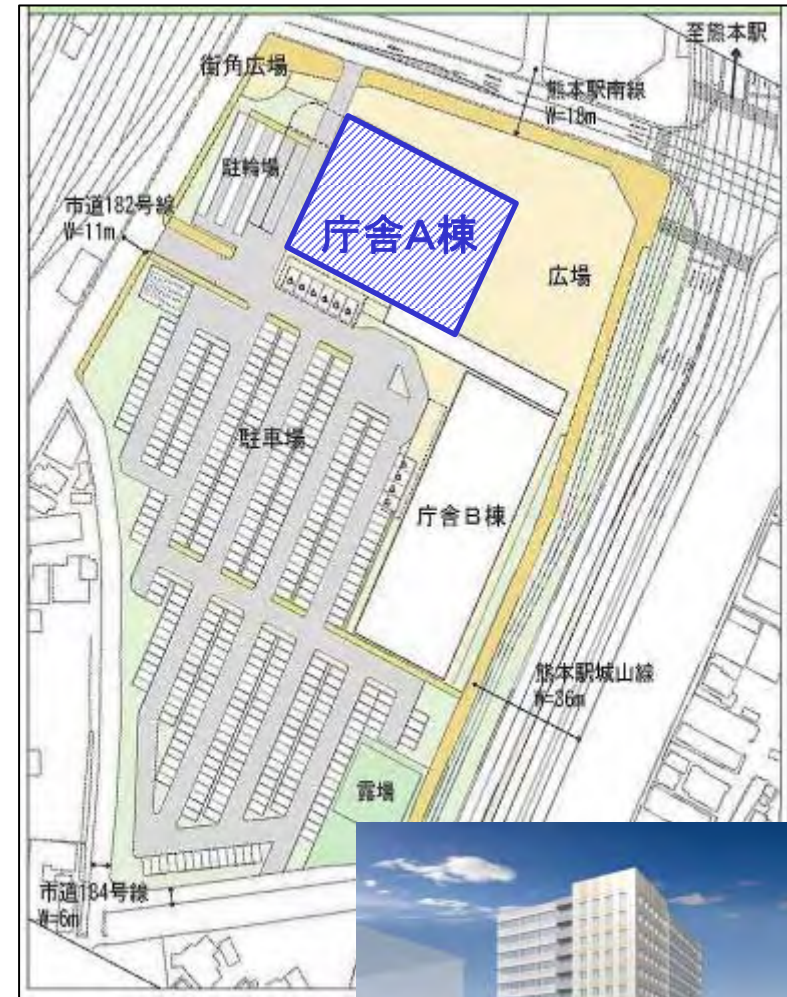 至熊本駅
街角広場
熊本駅南線
W=18m
駐輪場
市道182号線
W=11m
庁舎A棟
広場
駐車場
庁舎B棟
熊本駅城山線
W=36m
露場
市道184号線
W=6m